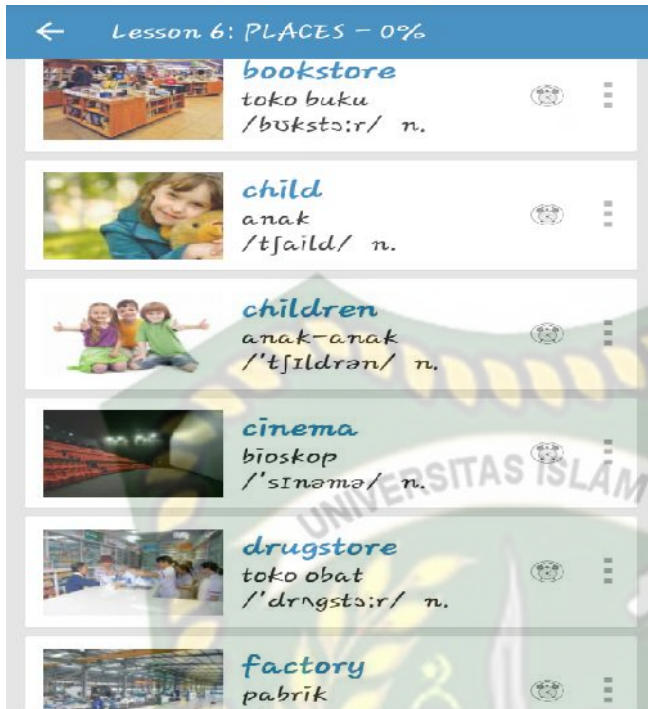 Lesson 6: PLACES - 0%
bookstore
toko buku
/bʊkstɔ:r/ n.
child
anak
/tʃaild/ n.
children
anak-anak
/'tʃɪldrən/ n.
cinema
bioskop
/'sɪnəmə/ n.
drugstore
toko obat
/'drʌgstɔ:r/ n.
factory
pabrik
UNIVERSITAS ISLAM